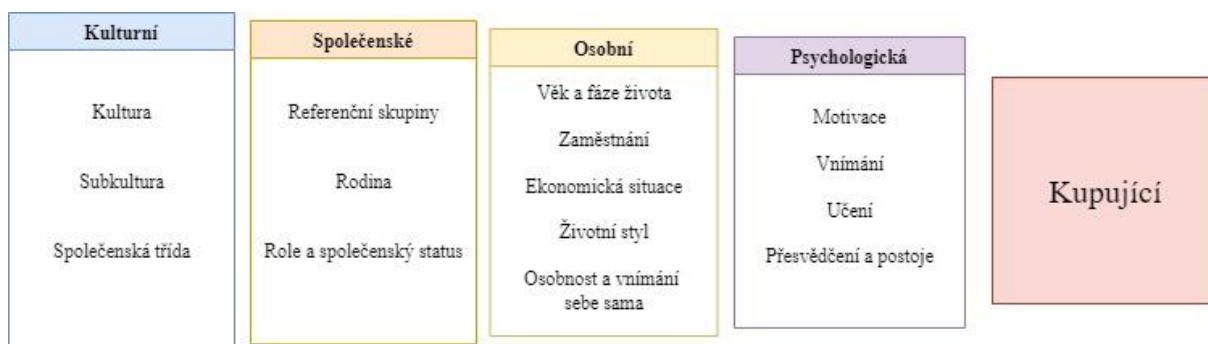 Kulturní
Kultura
Subkultura
Společenská třída
Společenské
Referenční skupiny
Rodina
Role a společenský status
Osobní
Věk a fáze života
Zaměstnání
Ekonomická situace
Životní styl
Osobnost a vnímání
sebe sama
Psychologická
Motivace
Vnímání
Učení
Přesvědčení a postoje
Kupující